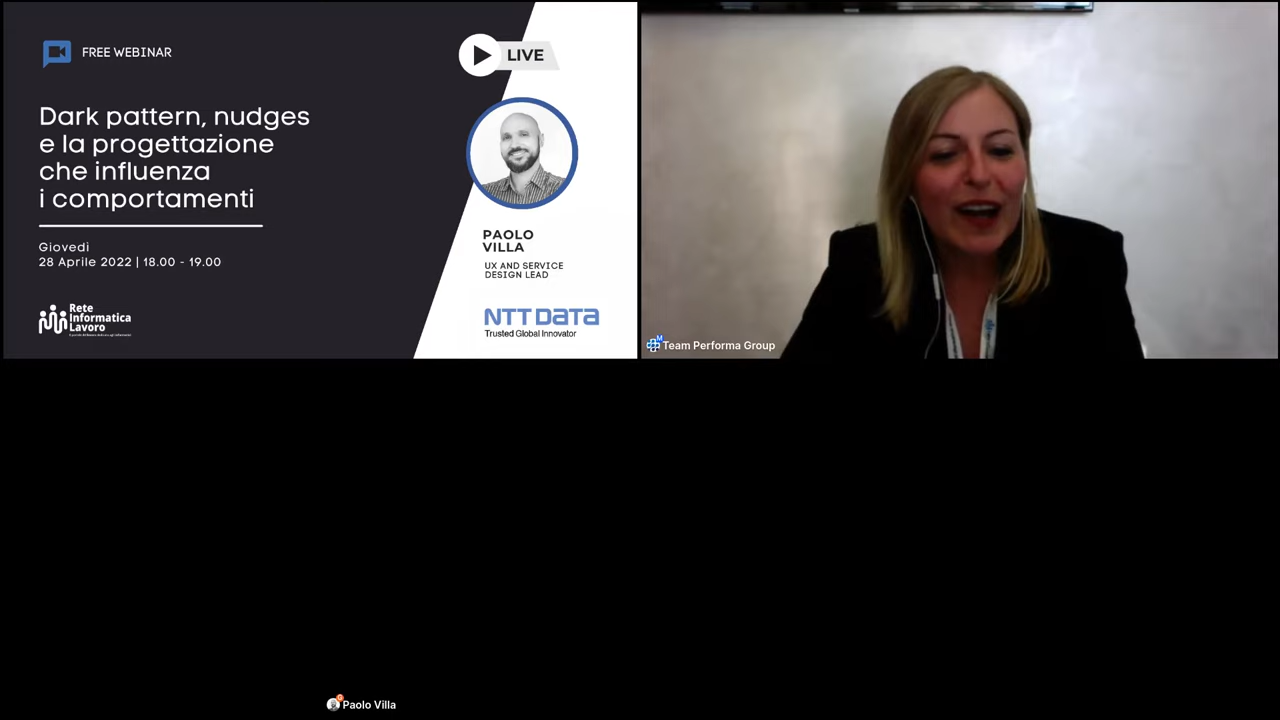 FREE WEBINAR
LIVE
Dark pattern, nudges
e la progettazione
che influenza
i comportamenti
Giovedì
28 Aprile 2022 | 18.00 - 19.00
Rete
Informatica
Lavoro
PAOLO
VILLA
UX AND SERVICE
DESIGN LEAD
NTT DATA
Trusted Global Innovator
Team Performa Group
Paolo Villa